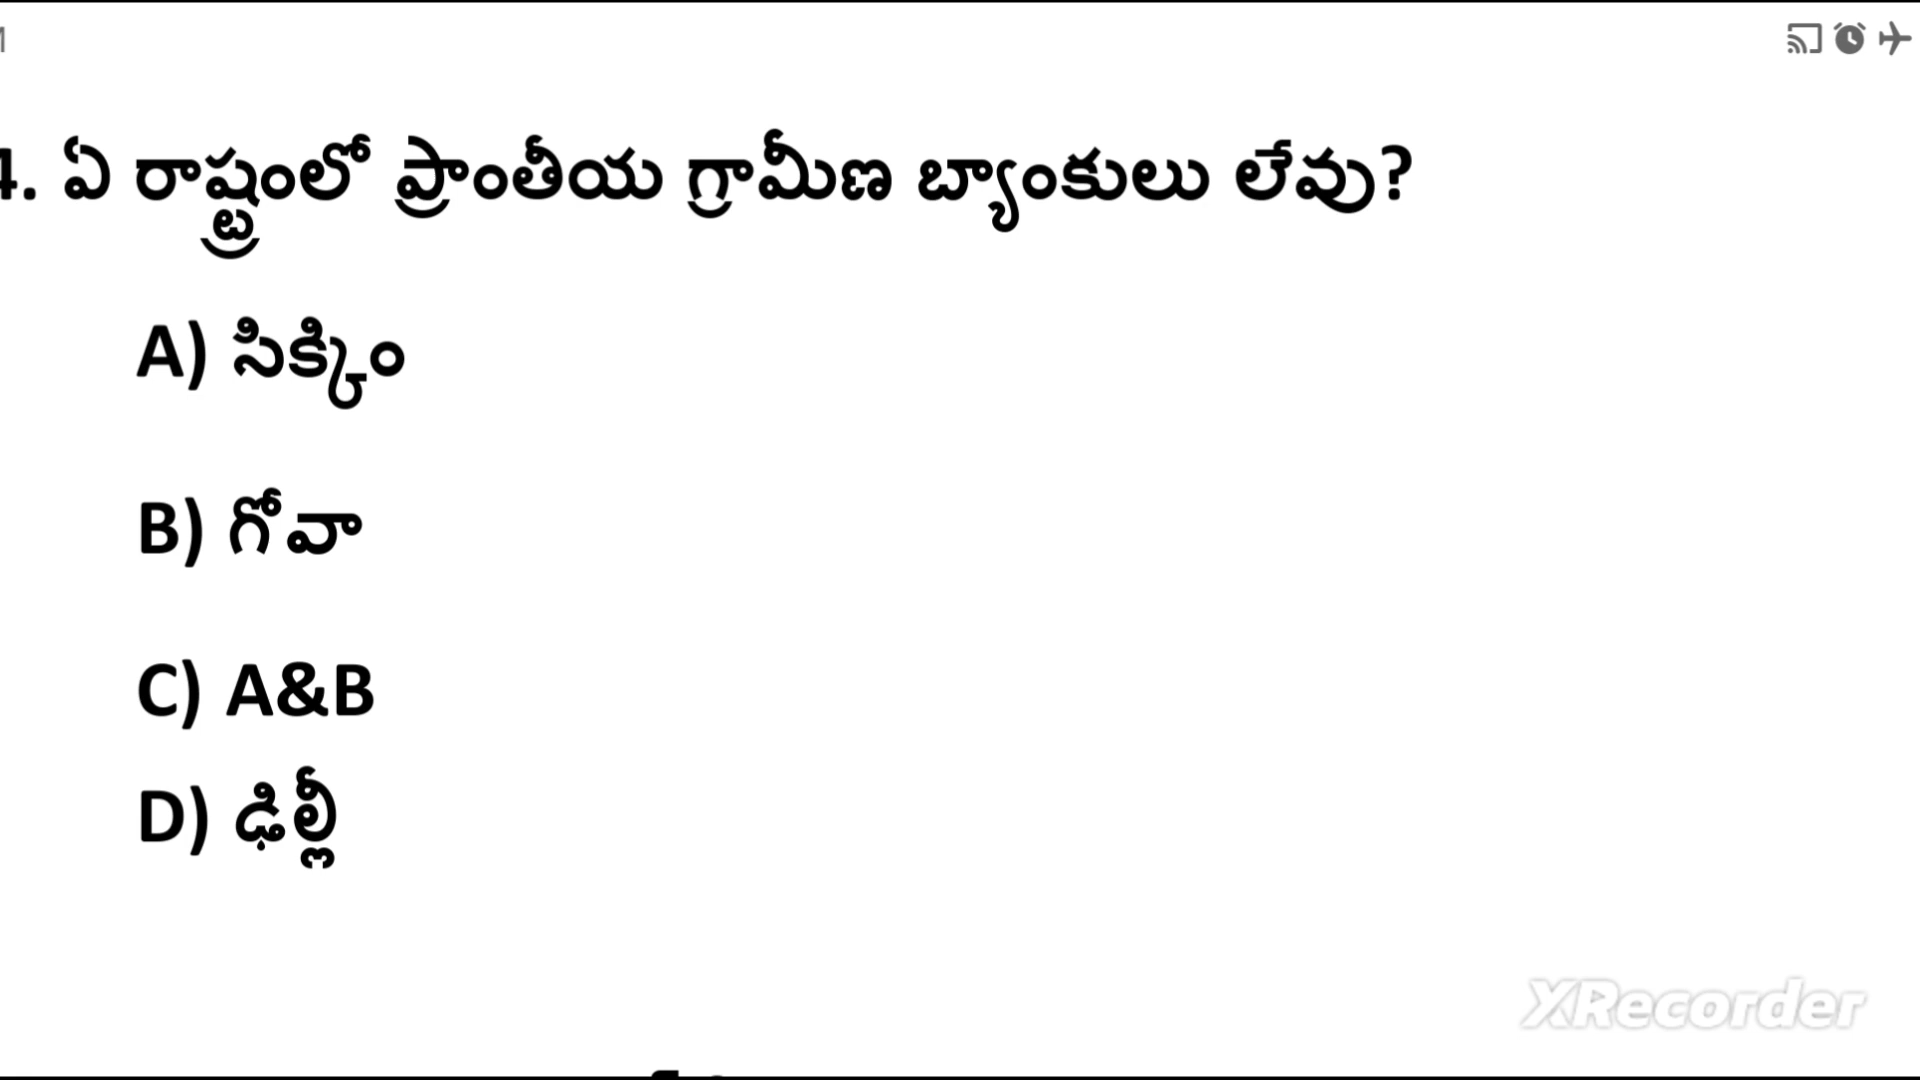 4. ఏ రాష్ట్రంలో ప్రాంతీయ గ్రామీణ బ్యాంకులు లేవు?
A) సిక్కిం
B) గోవా
C) A&B
D) ఢిల్లీ
XRecorder